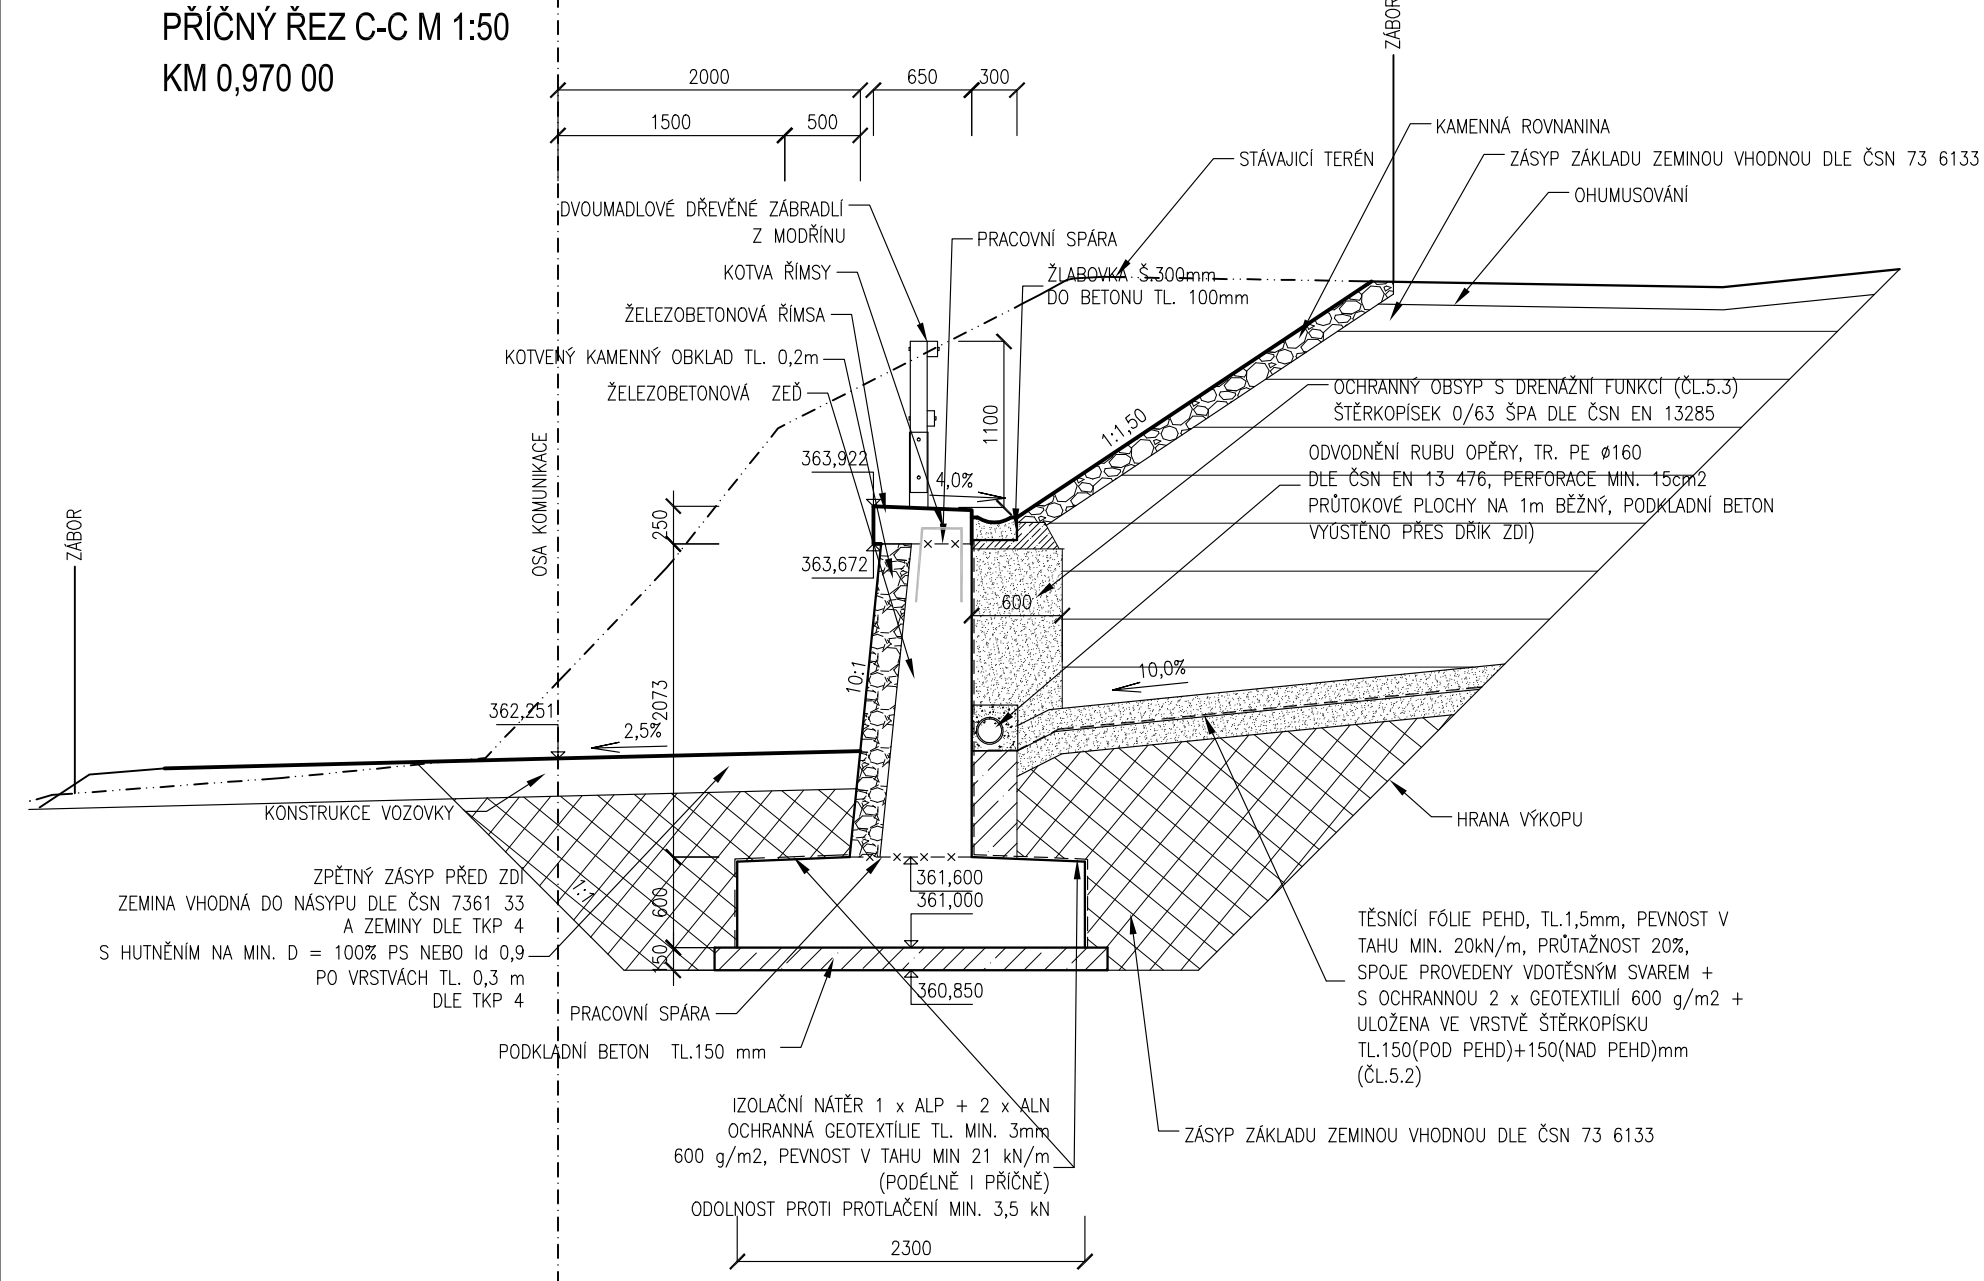 PŘÍČNÝ ŘEZ C-C M 1:50
KM 0,970 00
ZÁBOR
2000
650
300
1500
500
KAMENNÁ ROVNANINA
STÁVAJICÍ TERÉN
ZÁSYP ZÁKLADU ZEMINOU VHODNOU DLE ČSN 73 6133
OHUMUSOVÁNÍ
DVOUMADLOVÉ DŘEVĚNÉ ZÁBRADLÍ
Z MODŘÍNU
PRACOVNÍ SPÁRA
KOTVA ŘÍMSY
ŽLABOVKA Š.300mm
DO BETONU TL. 100mm
ŽELEZOBETONOVÁ ŘÍMSA
KOTVENÝ KAMENNÝ OBKLAD TL. 0,2m
ŽELEZOBETONOVÁ ZEĎ
1100
1:1,50
OCHRANNÝ OBSYP S DRENÁŽNÍ FUNKCÍ (ČL.5.3)
ŠTĚRKOPÍSEK 0/63 ŠPA DLE ČSN EN 13285
ODVODNĚNÍ RUBU OPĚRY, TR. PE ø160
DLE ČSN EN 13 476, PERFORACE MIN. 15cm2
PRŮTOKOVÉ PLOCHY NA 1m BĚŽNÝ, PODKLADNÍ BETON
VYÚSTĚNO PŘES DŘÍK ZDI)
OSA KOMUNIKACE
363,922
4,0%
250
ZÁBOR
363,672
600
10:1
10,0%
2073
362,251
2,5%
KONSTRUKCE VOZOVKY
HRANA VÝKOPU
ZPĚTNÝ ZÁSYP PŘED ZDÍ
ZEMINA VHODNÁ DO NÁSYPU DLE ČSN 7361 33
A ZEMINY DLE TKP 4
S HUTNĚNÍM NA MIN. D = 100% PS NEBO Id 0,9
PO VRSTVÁCH TL. 0,3 m
DLE TKP 4
1:1
600
150
361,600
361,000
360,850
TĚSNÍCÍ FÓLIE PEHD, TL.1,5mm, PEVNOST V
TAHU MIN. 20kN/m, PRŮTAŽNOST 20%,
SPOJE PROVEDENY VDOTĚSNÝM SVAREM +
S OCHRANNOU 2 x GEOTEXTILIÍ 600 g/m2 +
ULOŽENA VE VRSTVĚ ŠTĚRKOPÍSKU
TL.150(POD PEHD)+150(NAD PEHD)mm
(ČL.5.2)
PRACOVNÍ SPÁRA
PODKLADNÍ BETON TL.150 mm
IZOLAČNÍ NÁTĚR 1 x ALP + 2 x ALN
OCHRANNÁ GEOTEXTÍLIE TL. MIN. 3mm
600 g/m2, PEVNOST V TAHU MIN 21 kN/m
(PODÉLNĚ I PŘÍČNĚ)
ODOLNOST PROTI PROTLAČENÍ MIN. 3,5 kN
ZÁSYP ZÁKLADU ZEMINOU VHODNOU DLE ČSN 73 6133
2300